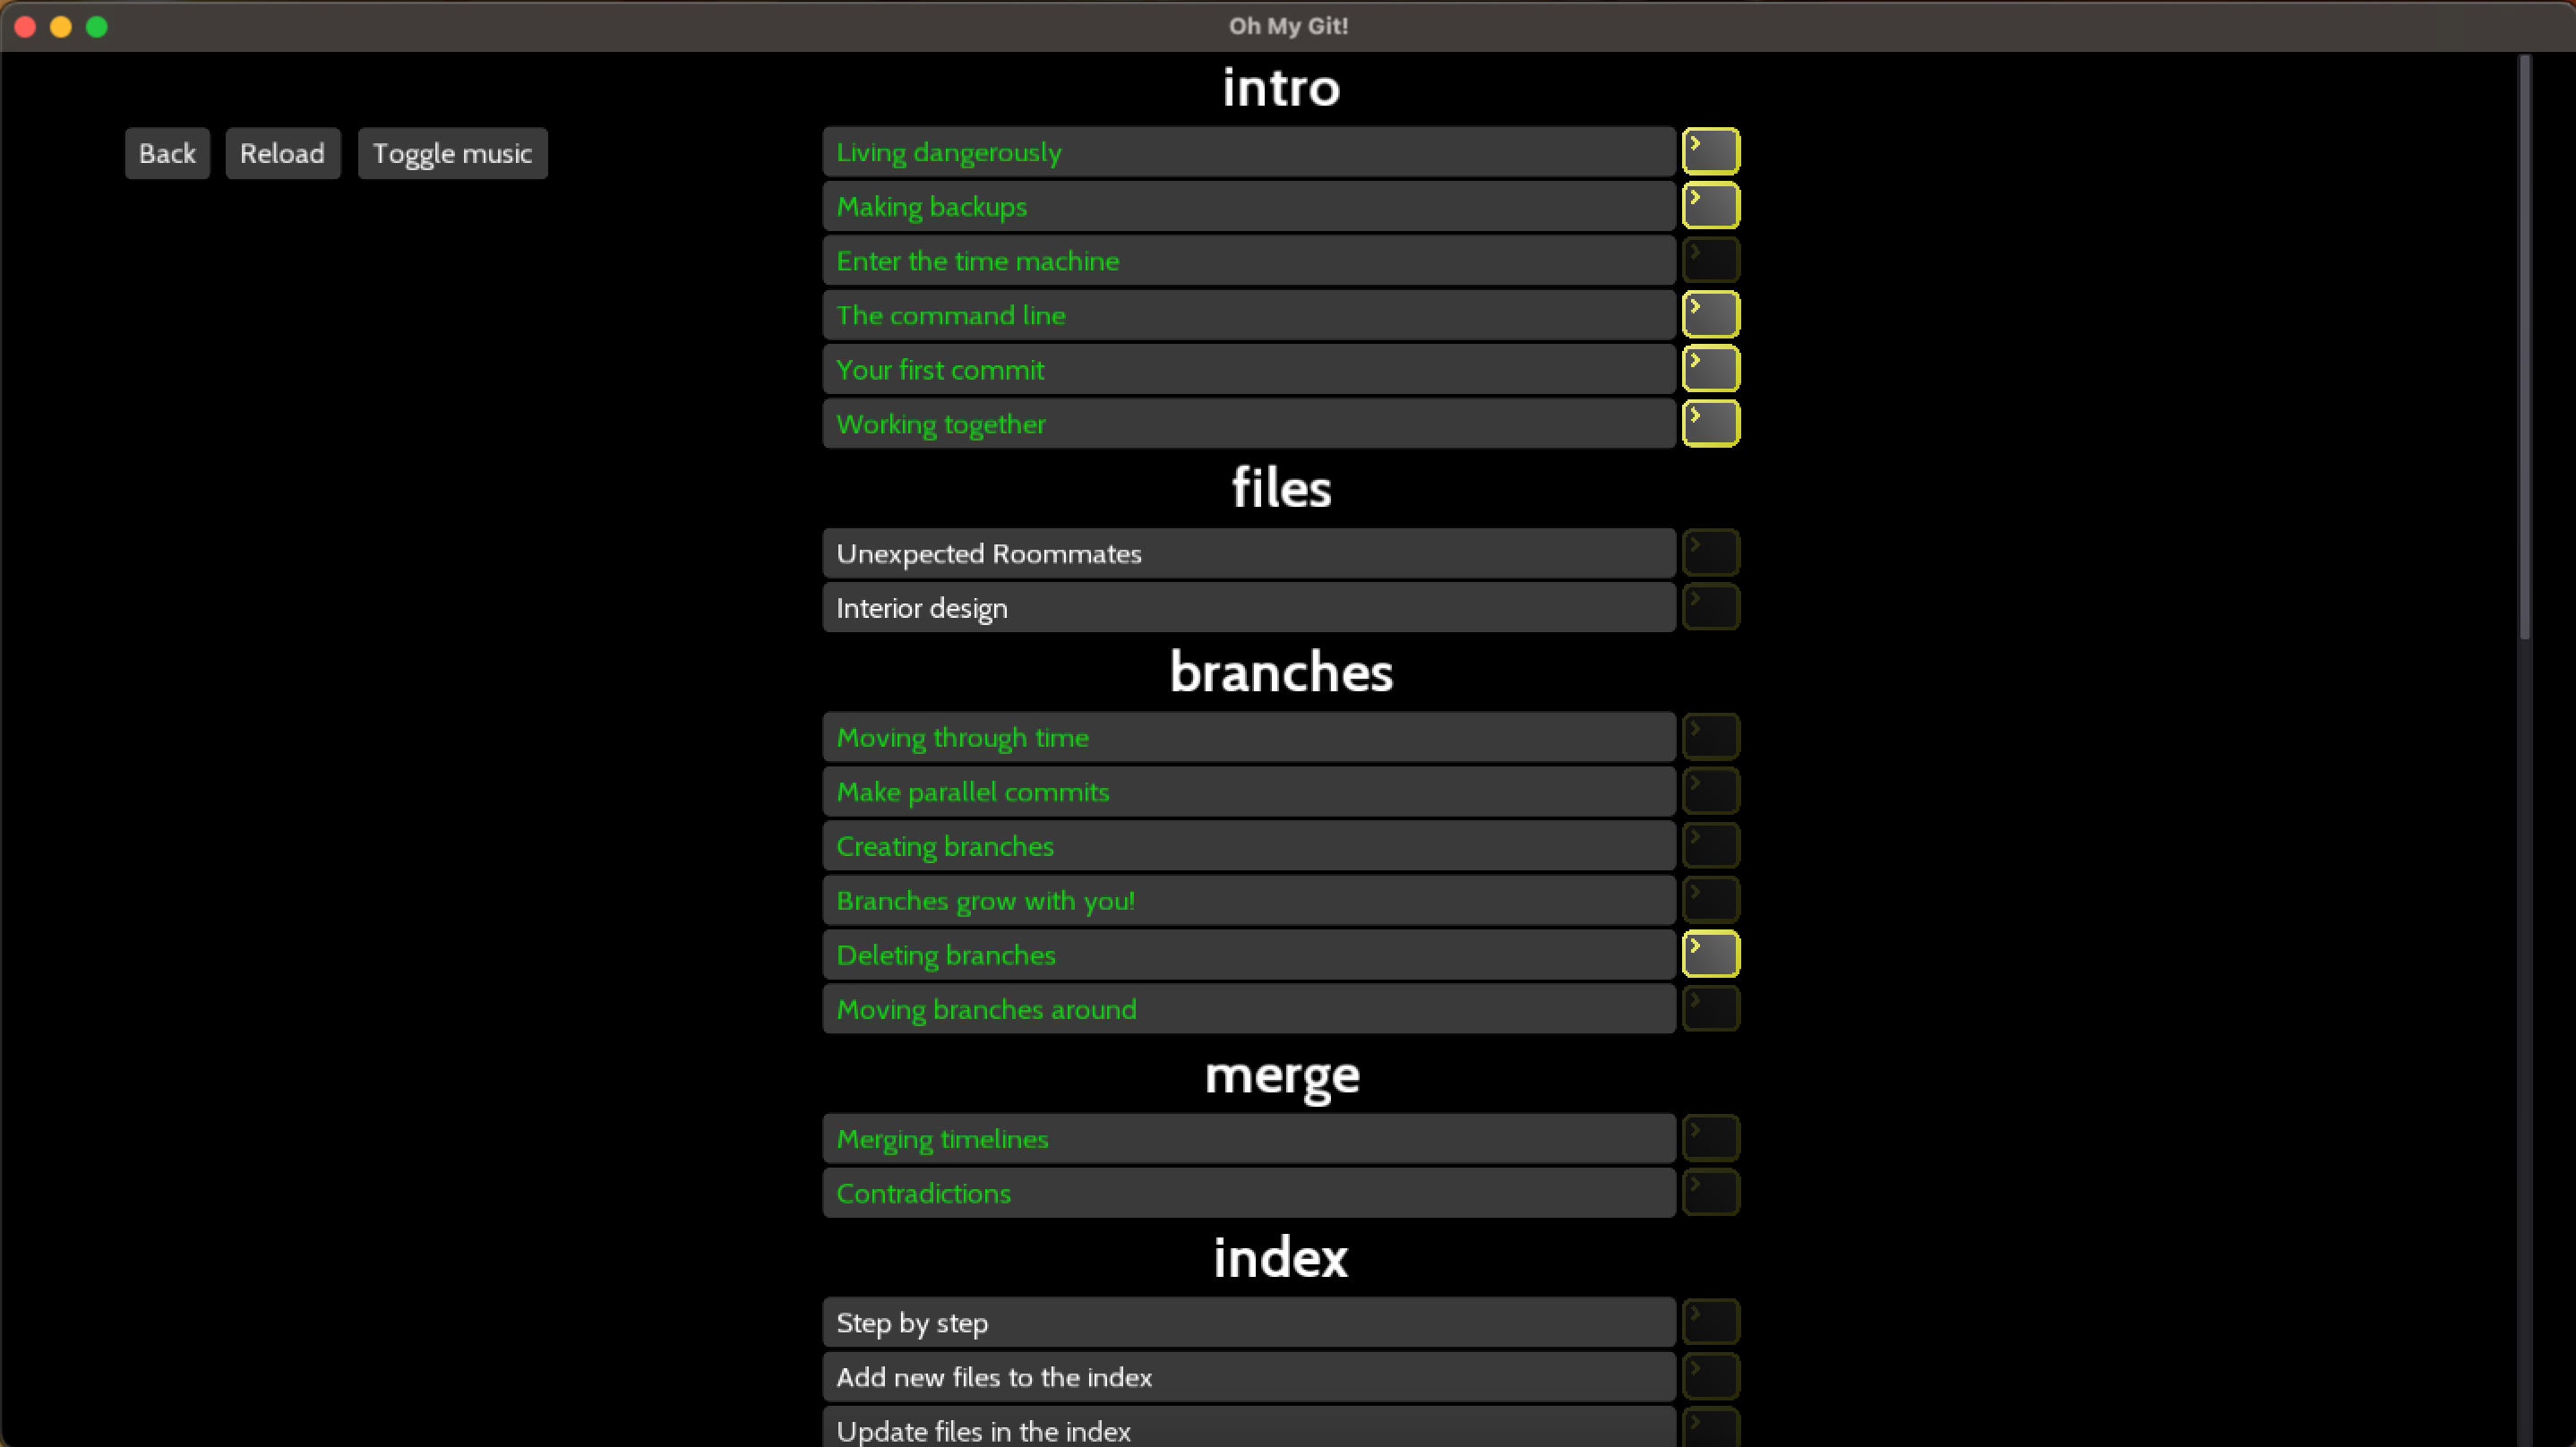 Oh My Git!
intro
Back Reload Toggle music
Living dangerously
Making backups
Enter the time machine
The command line
Your first commit
Working together
files
Unexpected Roommates
Interior design
branches
Moving through time
Make parallel commits
Creating branches
Branches grow with you!
Deleting branches
Moving branches around
merge
Merging timelines
Contradictions
index
Step by step
Add new files to the index
Update files in the index